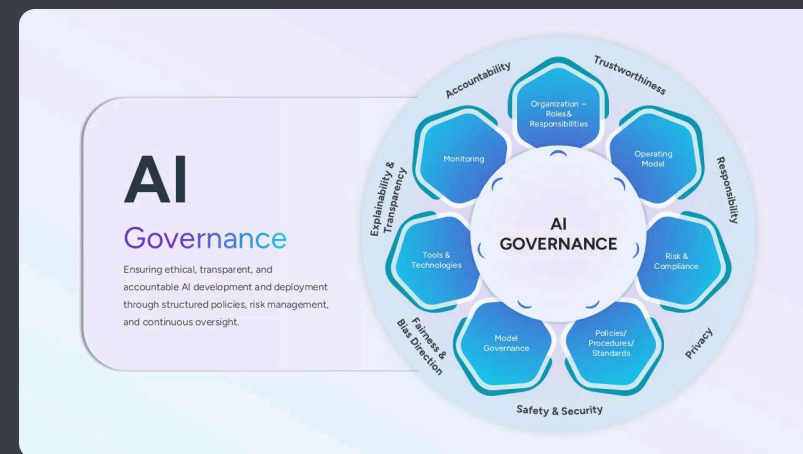 AI
Governance
Ensuring ethical, transparent, and
accountable AI development and deployment
through structured policies, risk management,
and continuous oversight.
Accountability
Trustworthiness
Responsibility
Privacy
Safety & Security
Fairness &
Bias Direction
Explainability &
Transparency
Organization –
Roles&
Responsibilities
Operating
Model
Risk &
Compliance
Policies/
Procedures/
Standards
Model
Governance
Tools &
Technologies
Monitoring
AI
GOVERNANCE